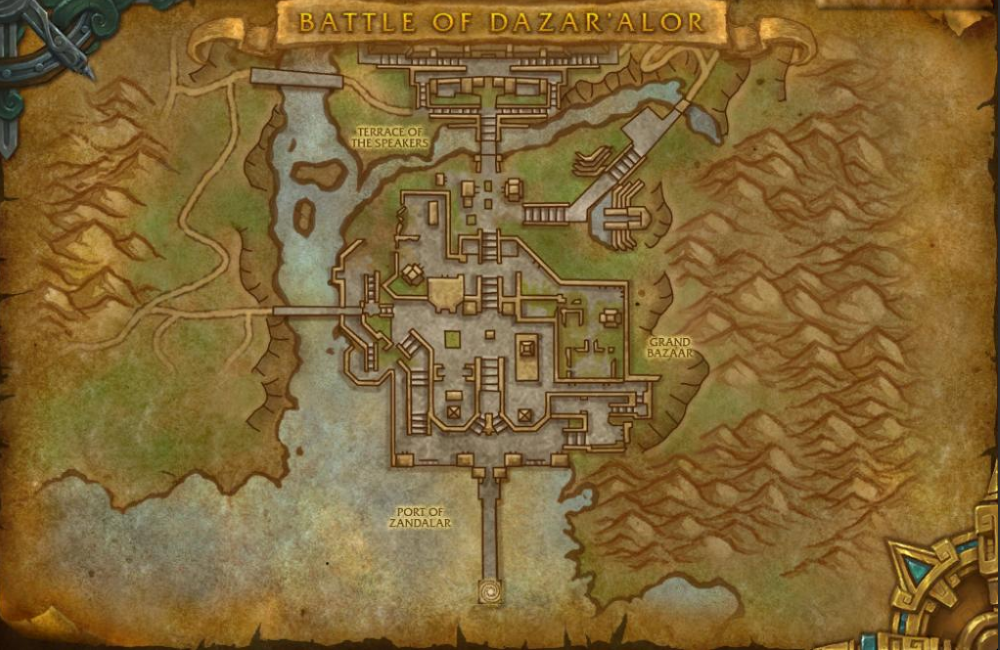 BATTLE OF DAZAR'ALOR
TERRACE OF
THE SPEAKERS
GRAND
BAZAAR
PORT OF
ZANDALAR